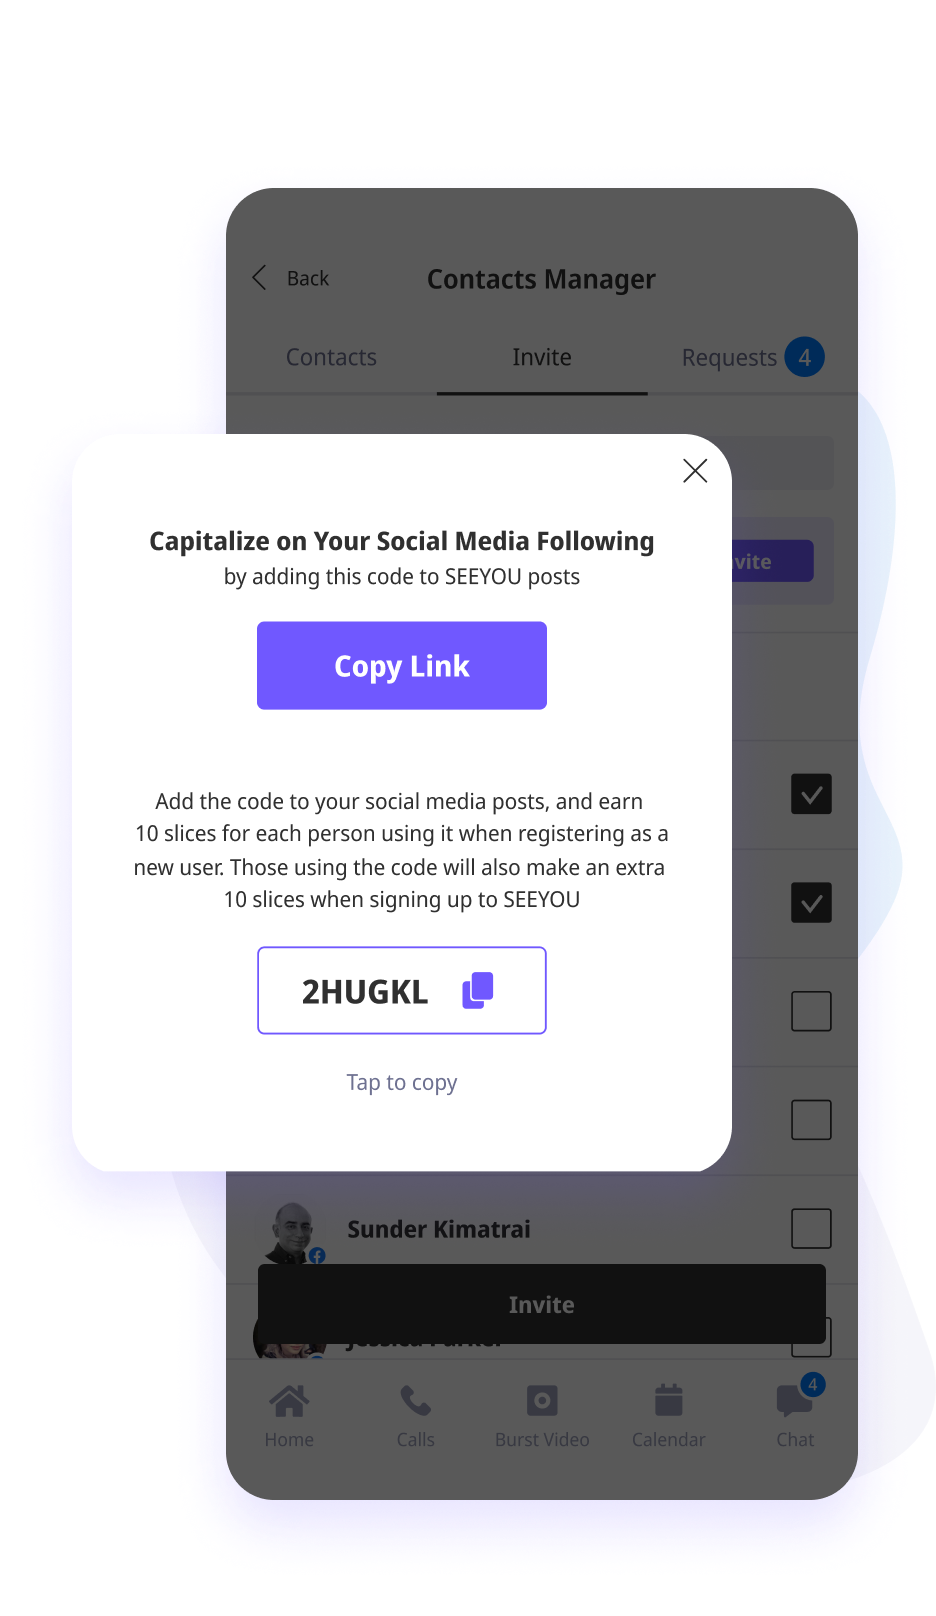 Back
Contacts Manager
Contacts
Invite
Requests 4
Capitalize on Your Social Media Following
by adding this code to SEEYOU posts
Copy Link
Add the code to your social media posts, and earn
10 slices for each person using it when registering as a
new user. Those using the code will also make an extra
10 slices when signing up to SEEYOU
2HUGKL
Tap to copy
Sunder Kimatrai
Invite
Home
Calls
Burst Video
Calendar
Chat
4